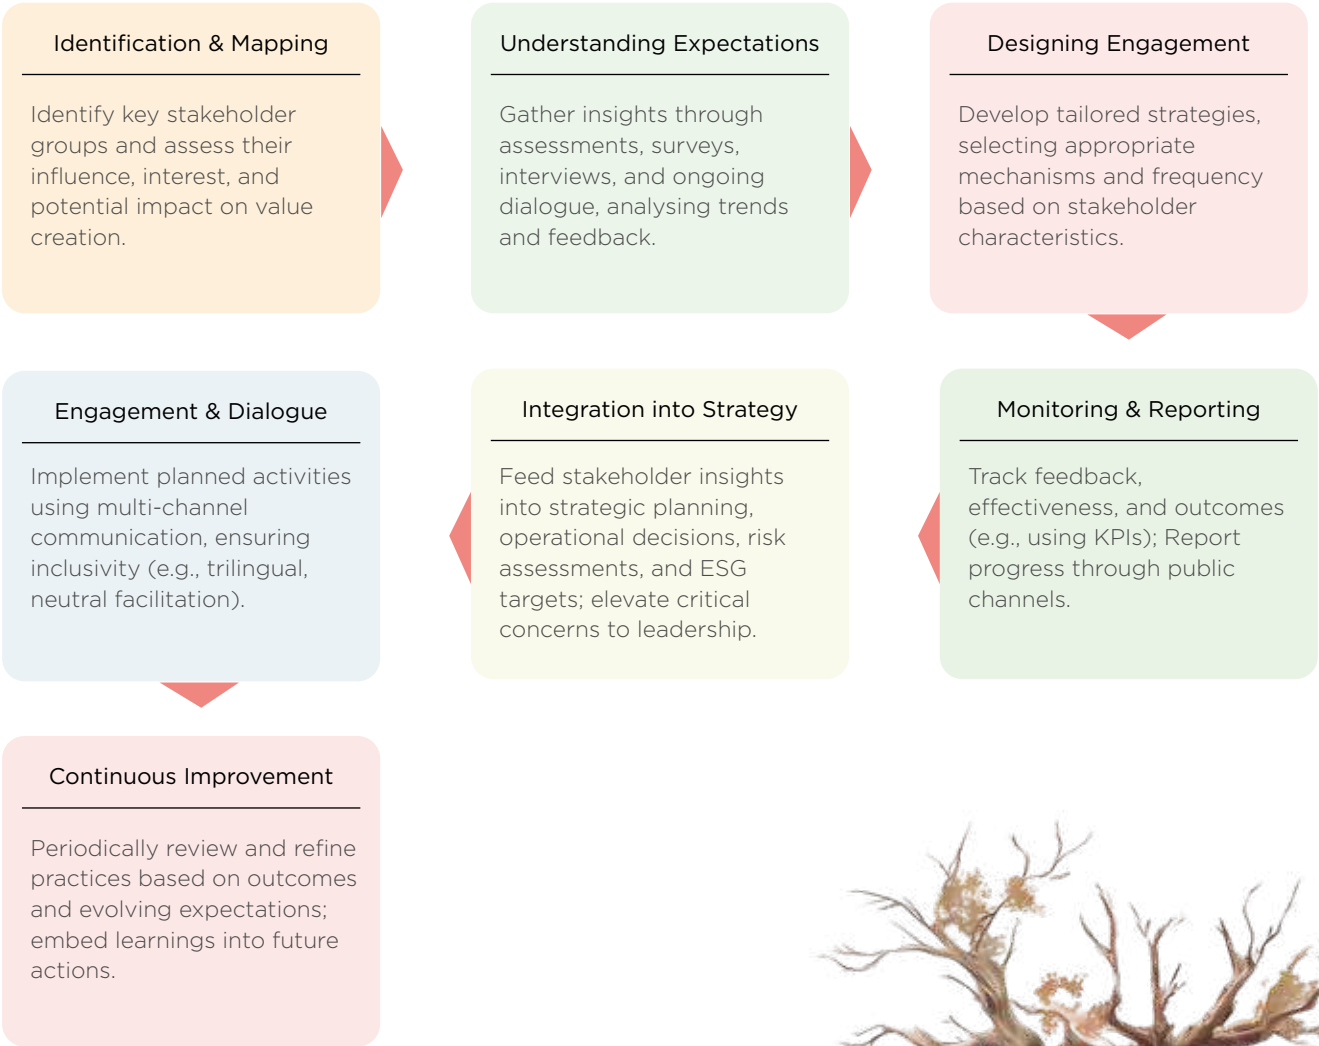 Identification & Mapping
Identify key stakeholder
groups and assess their
influence, interest, and
potential impact on value
creation.
Understanding Expectations
Gather insights through
assessments, surveys,
interviews, and ongoing
dialogue, analysing trends
and feedback.
Designing Engagement
Develop tailored strategies,
selecting appropriate
mechanisms and frequency
based on stakeholder
characteristics.
Monitoring & Reporting
Track feedback,
effectiveness, and outcomes
(e.g., using KPIs); Report
progress through public
channels.
Integration into Strategy
Feed stakeholder insights
into strategic planning,
operational decisions, risk
assessments, and ESG
targets; elevate critical
concerns to leadership.
Engagement & Dialogue
Implement planned activities
using multi-channel
communication, ensuring
inclusivity (e.g., trilingual,
neutral facilitation).
Continuous Improvement
Periodically review and refine
practices based on outcomes
and evolving expectations;
embed learnings into future
actions.